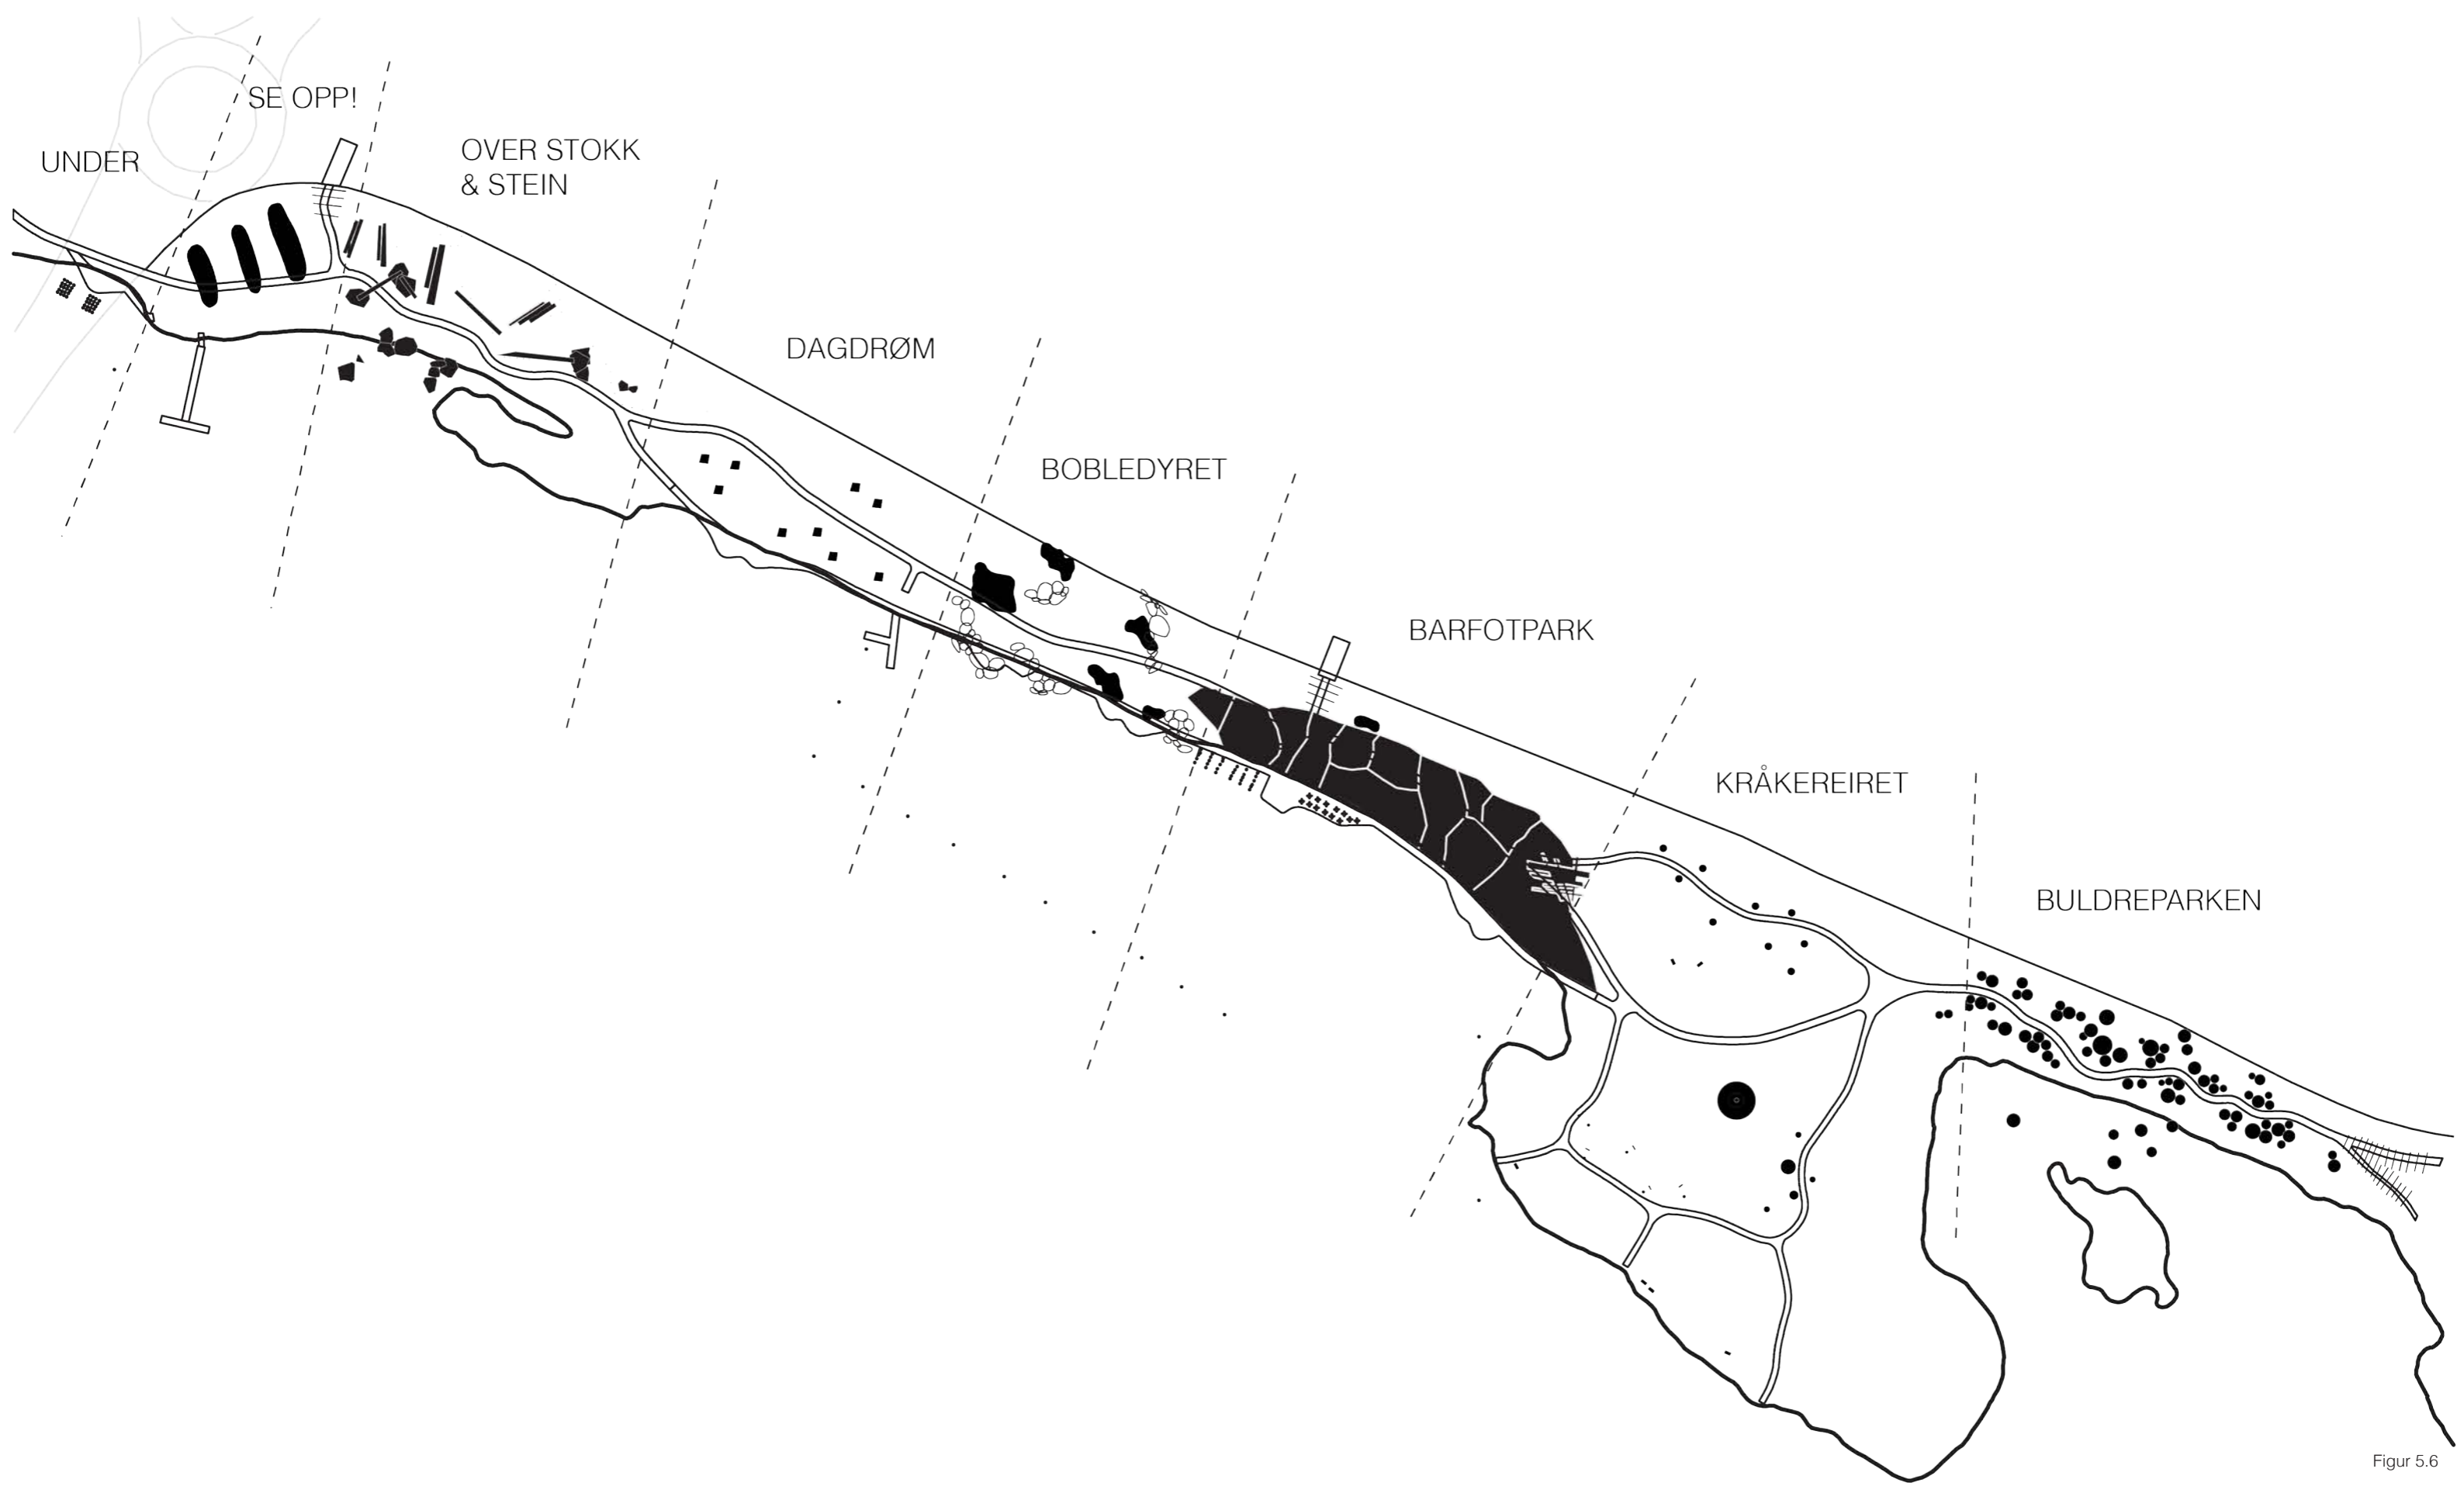 SE OPP!
UNDER
OVER STOKK
& STEIN
DAGDRØM
BOBLEDYRET
BARFOTPARK
KRÅKEREIRET
BULDREPARKEN
Figur 5.6